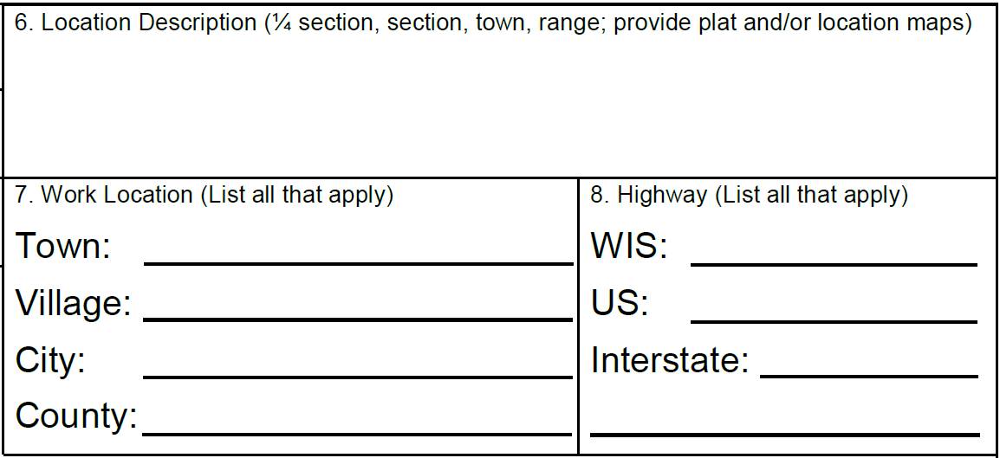 6. Location Description (¼ section, section, town, range; provide plat and/or location maps)
7. Work Location (List all that apply)
Town:
Village:
City:
County:
8. Highway (List all that apply)
WIS:
US:
Interstate: